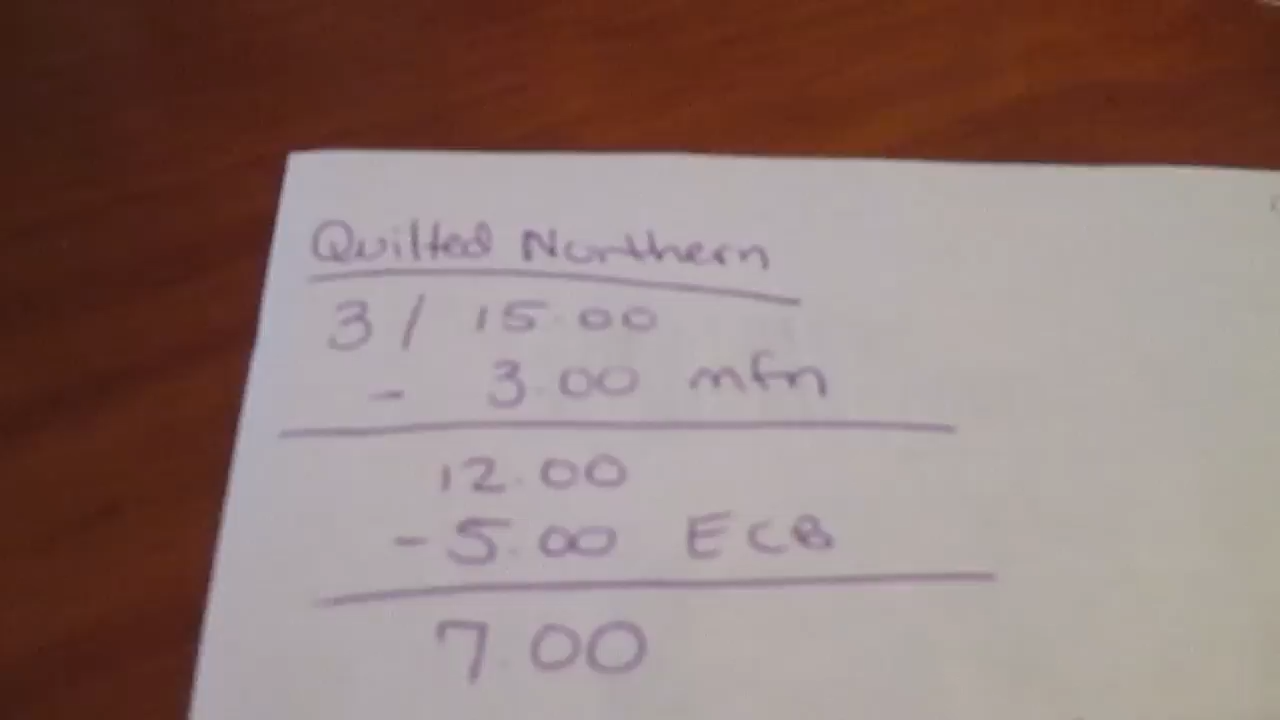 Quilted Northern
3 / 15.00
- 3.00 mfn
12.00
- 5.00 ECB
7.00